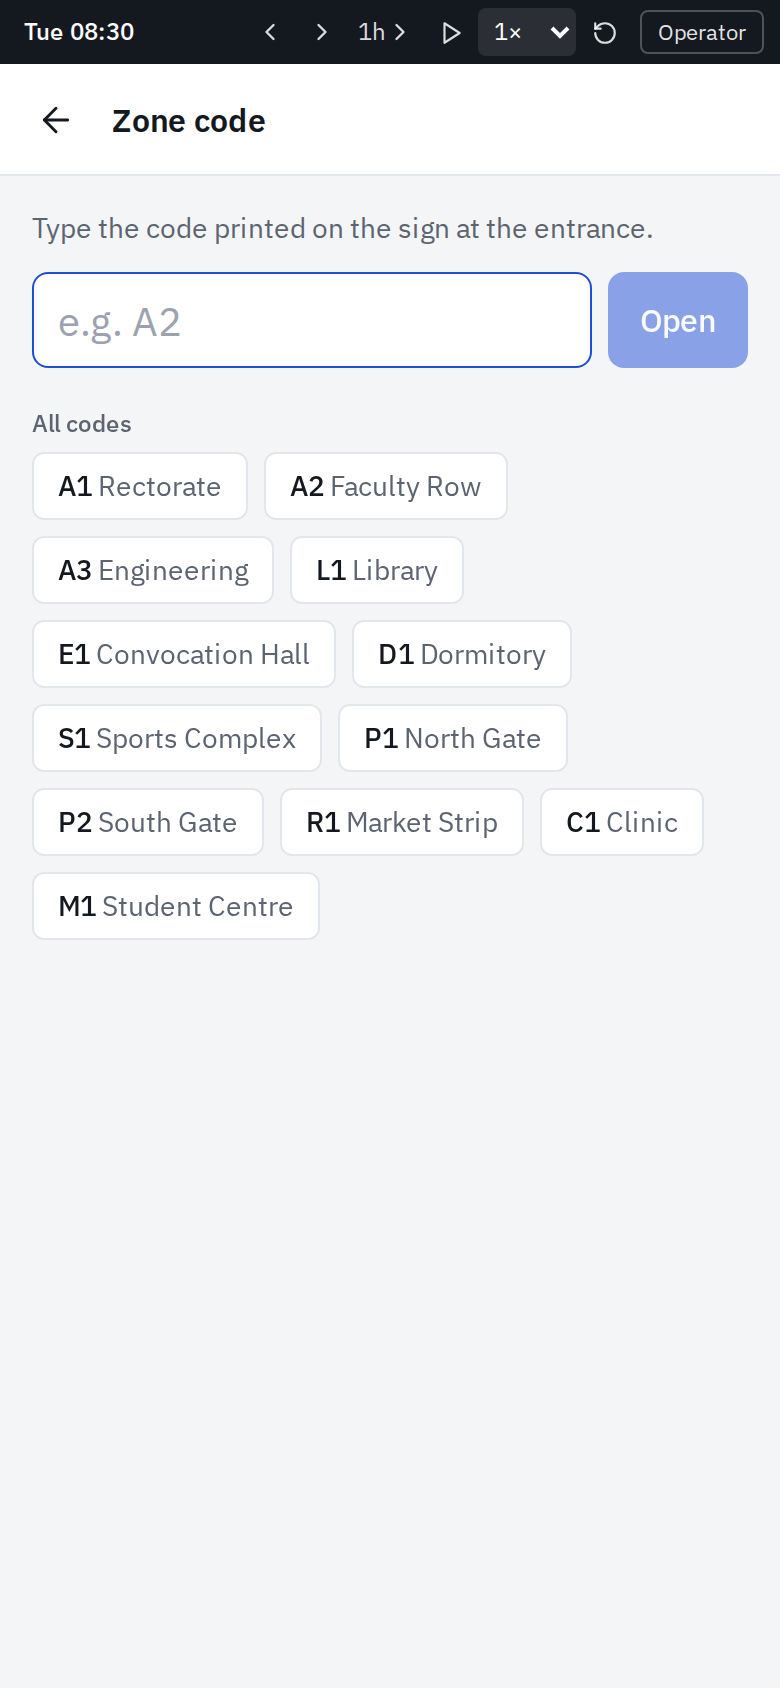 Tue 08:30 1h 1× Operator
Zone code
Type the code printed on the sign at the entrance.
e.g. A2 Open
All codes
A1 Rectorate A2 Faculty Row
A3 Engineering L1 Library
E1 Convocation Hall D1 Dormitory
S1 Sports Complex P1 North Gate
P2 South Gate R1 Market Strip C1 Clinic
M1 Student Centre